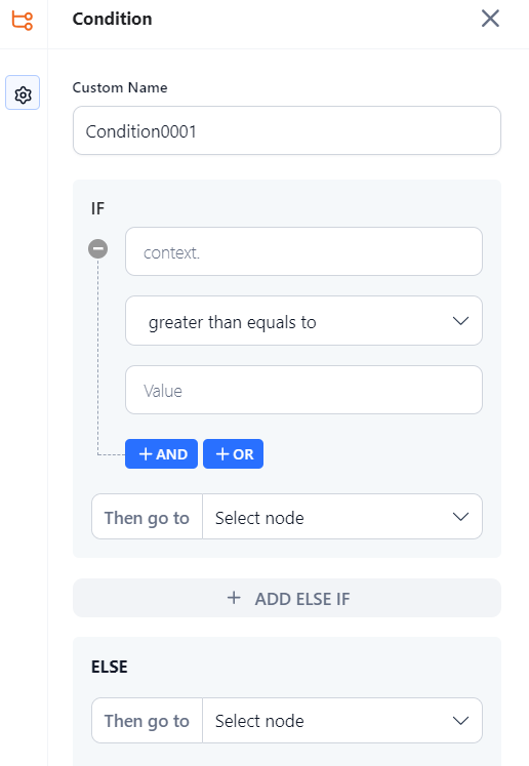 Condition
Custom Name
Condition0001
IF
context.
greater than equals to
Value
+ AND + OR
Then go to Select node
+ ADD ELSE IF
ELSE
Then go to Select node